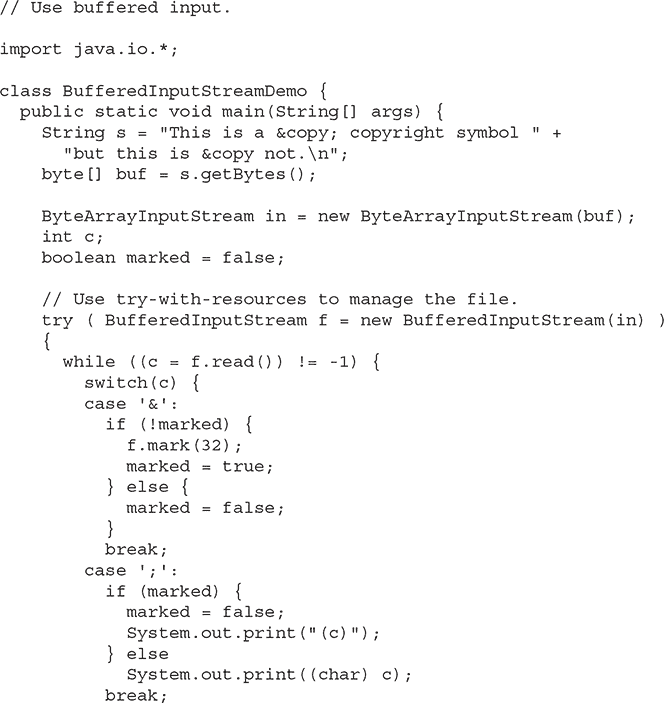 // Use buffered input.

import java.io.*;

class BufferedInputStreamDemo {
  public static void main(String[] args) {
    String s = "This is a &copy; copyright symbol " +
      "but this is &copy not.\n";
    byte[] buf = s.getBytes();

    ByteArrayInputStream in = new ByteArrayInputStream(buf);
    int c;
    boolean marked = false;

    // Use try-with-resources to manage the file.
    try ( BufferedInputStream f = new BufferedInputStream(in) )
    {
      while ((c = f.read()) != -1) {
        switch(c) {
        case '&':
          if (!marked) {
            f.mark(32);
            marked = true;
          } else {
            marked = false;
          }
          break;
        case ';':
          if (marked) {
            marked = false;
            System.out.print("(c)");
          } else
            System.out.print((char) c);
          break;